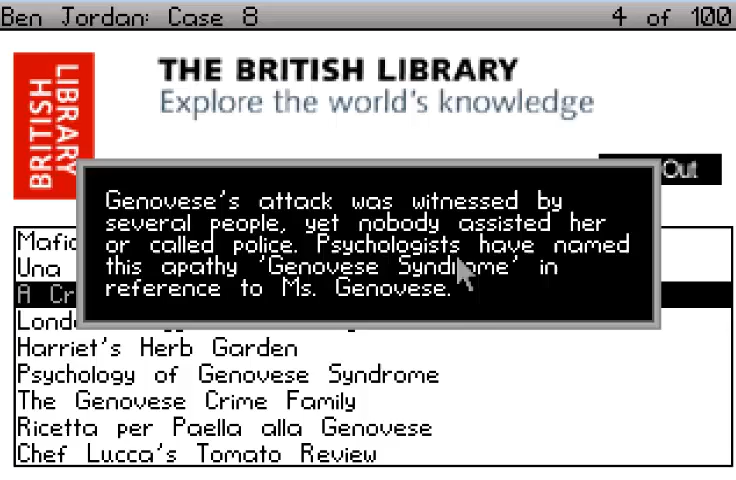 Ben Jordan: Case 8
4 of 100
LIBRARY
BRITISH
THE BRITISH LIBRARY
Explore the world's knowledge
Out
Genovese's attack was witnessed by
several people, yet nobody assisted her
or called police. Psychologists have named
this apathy 'Genovese Syndrome' in
reference to Ms. Genovese.
Una
Harriet's Herb Garden
Psychology of Genovese Syndrome
The Genovese Crime Family
Ricetta per Paella alla Genovese
Chef Lucca's Tomato Review